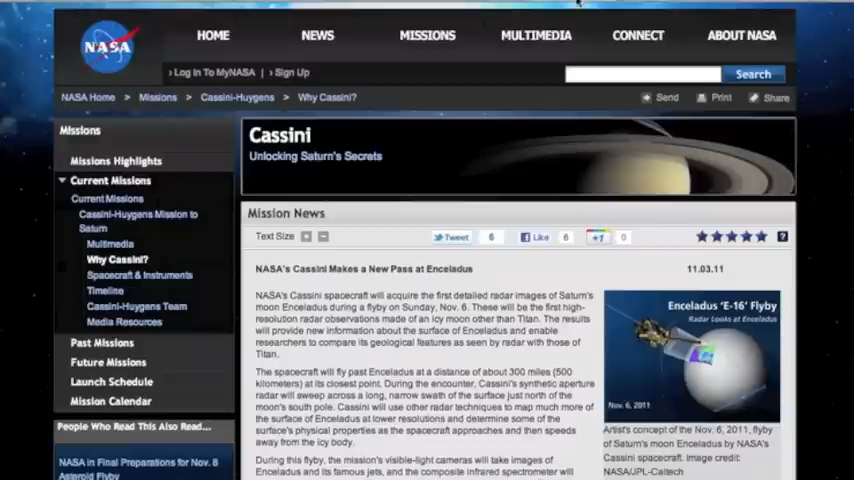 NASA
HOME NEWS MISSIONS MULTIMEDIA CONNECT ABOUT NASA
› Log In To MyNASA | › Sign Up
Search
NASA Home > Missions > Cassini-Huygens > Why Cassini?
Send Print Share
Missions
Missions Highlights
Current Missions
Current Missions
Cassini-Huygens Mission to
Saturn
Multimedia
Why Cassini?
Spacecraft & Instruments
Timeline
Cassini-Huygens Team
Media Resources
Past Missions
Future Missions
Launch Schedule
Mission Calendar
People Who Read This Also Read...
NASA in Final Preparations for Nov. 8
Asteroid Flyby
Cassini
Unlocking Saturn's Secrets
Mission News
Text Size + −
Tweet 6 Like 6 +1 0
?
NASA's Cassini Makes a New Pass at Enceladus 11.03.11
NASA's Cassini spacecraft will acquire the first detailed radar images of Saturn's
moon Enceladus during a flyby on Sunday, Nov. 6. These will be the first high-
resolution radar observations made of an icy moon other than Titan. The results
will provide new information about the surface of Enceladus and enable
researchers to compare its geological features as seen by radar with those of
Titan.
The spacecraft will fly past Enceladus at a distance of about 300 miles (500
kilometers) at its closest point. During the encounter, Cassini's synthetic aperture
radar will sweep across a long, narrow swath of the surface just north of the
moon's south pole. Cassini will use other radar techniques to map much more of
the surface of Enceladus at lower resolutions and determine some of the
surface's physical properties as the spacecraft approaches and then speeds
away from the icy body.
During this flyby, the mission's visible-light cameras will take images of
Enceladus and its famous jets, and the composite infrared spectrometer will
Enceladus 'E-16' Flyby
Radar Looks at Enceladus
Nov. 6, 2011
Artist's concept of the Nov. 6, 2011, flyby
of Saturn's moon Enceladus by NASA's
Cassini spacecraft. Image credit:
NASA/JPL-Caltech